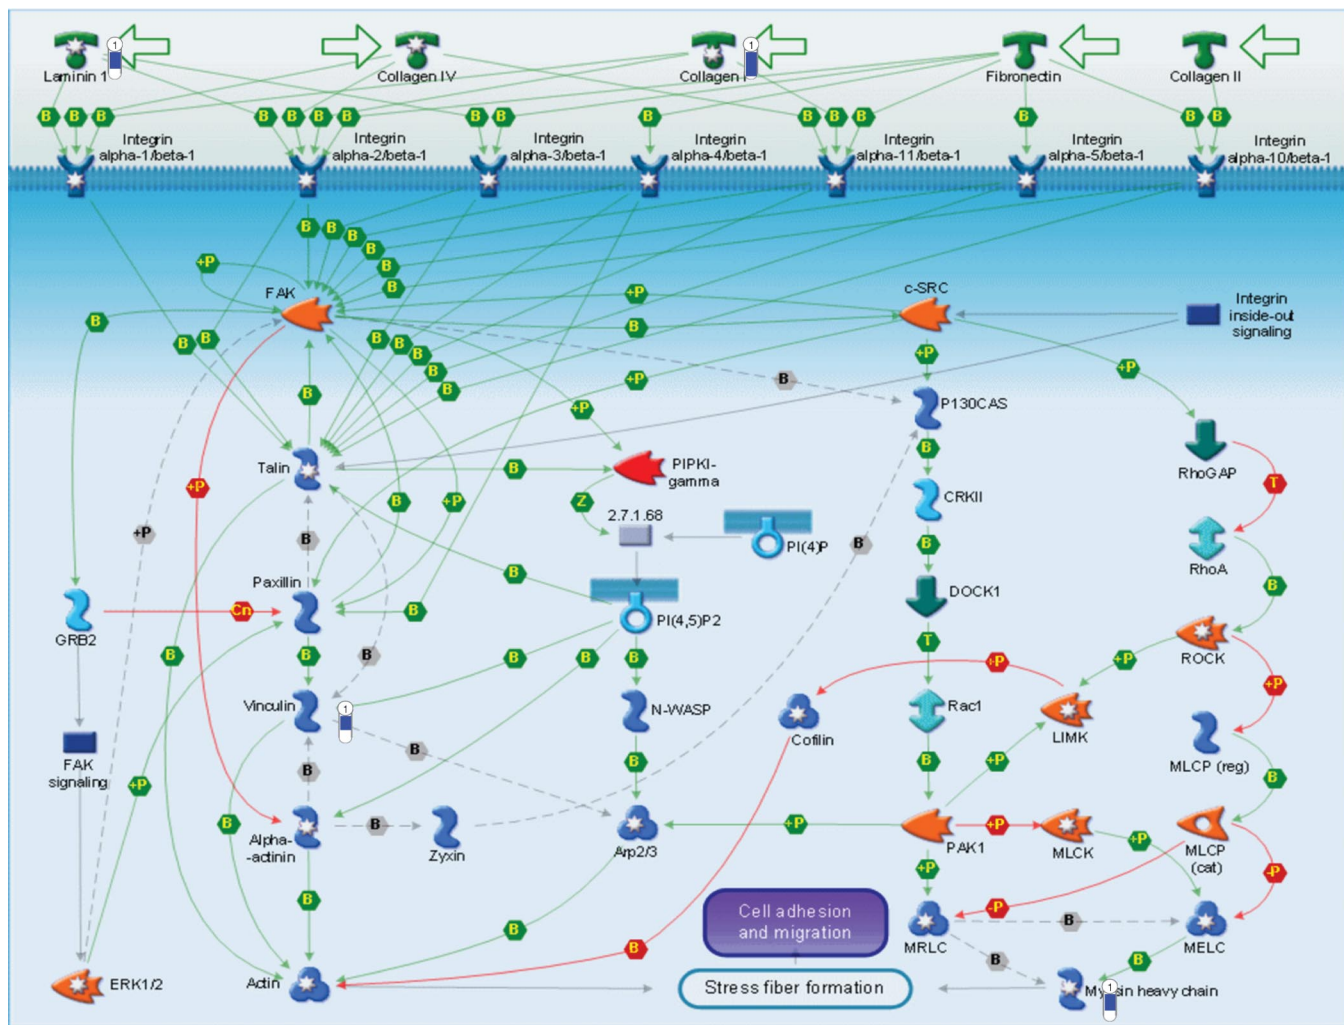 1
1
Laminin 1
Collagen IV
Collagen I
Fibronectin
Collagen II
B B B B B B B B B B B B B B B B B
Integrin
alpha-1/beta-1
Integrin
alpha-2/beta-1
Integrin
alpha-3/beta-1
Integrin
alpha-4/beta-1
Integrin
alpha-11/beta-1
Integrin
alpha-5/beta-1
Integrin
alpha-10/beta-1
B
B
B
B
B
B
+P
FAK
+P
c-SRC
Integrin
inside-out
signaling
B
B
B
B
B
B
B
B
B
+P
+P
B
+P
B
+P
P130CAS
B
RhoGAP
Talin
B
PIPKI-
gamma
+P
B
+P
CRKII
T
Z
2.7.1.68
PI(4)P
+P
B
B
B
RhoA
Paxillin
B
DOCK1
B
GRB2
Cn
B
PI(4,5)P2
T
ROCK
B
B
B
B
B
+P
+P
+P
Vinculin
1
N-WASP
Cofilin
Rac1
LIMK
MLCP (reg)
FAK
signaling
B
B
B
+P
B
+P
B
B
Alpha-
-actinin
B
Zyxin
Arp2/3
+P
PAK1
+P
MLCK
+P
MLCP
(cat)
+P
-P
B
B
Cell adhesion
and migration
-P
MRLC
B
MELC
B
B
B
ERK1/2
Actin
Stress fiber formation
1
Myosin heavy chain